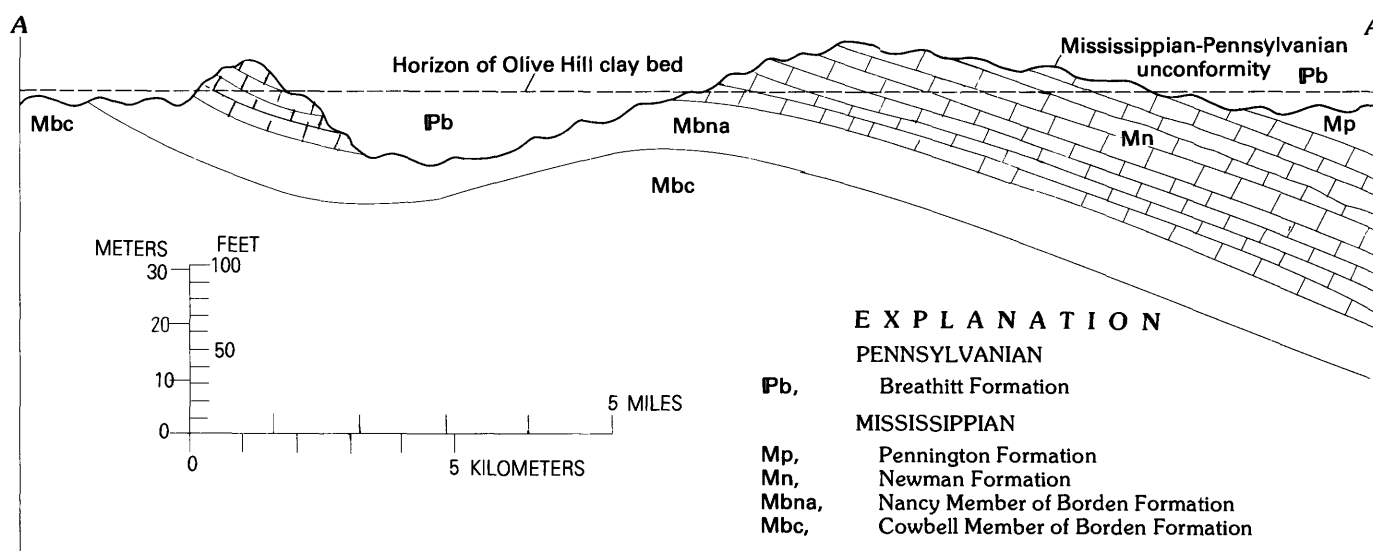 A
A
Horizon of Olive Hill clay bed
Mississippian-Pennsylvanian
unconformity
ℙb
Mbc
ℙb
Mbna
Mn
Mp
Mbc
METERS FEET
30 100
20
50
10
0
5 MILES
0 5 KILOMETERS
EXPLANATION
PENNSYLVANIAN
ℙb, Breathitt Formation
MISSISSIPPIAN
Mp, Pennington Formation
Mn, Newman Formation
Mbna, Nancy Member of Borden Formation
Mbc, Cowbell Member of Borden Formation